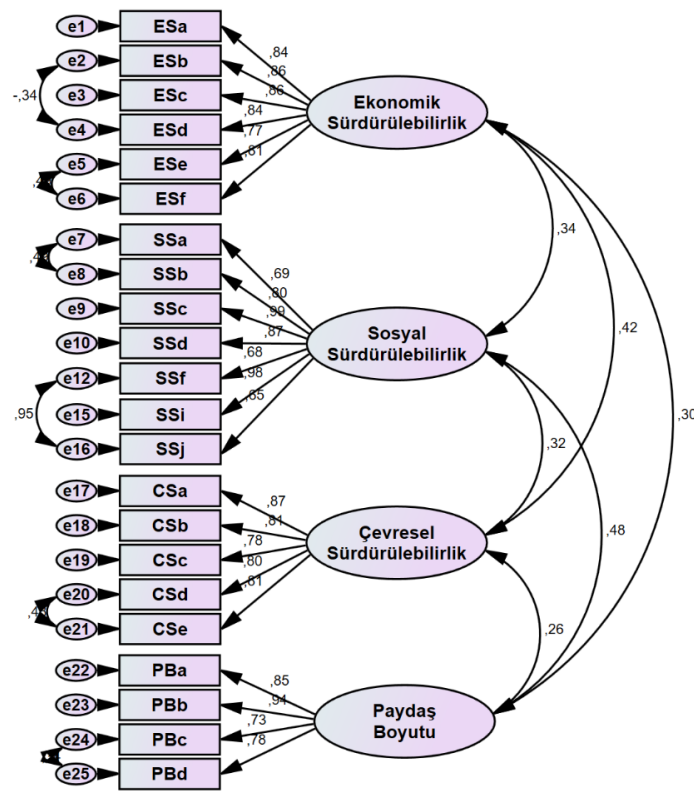 e1 ESa
,84
e2 ESb
,86
-,34
e3 ESc
,86
e4 ESd
,84
e5 ESe
,77
e6 ESf
,81
Ekonomik
Sürdürülebilirlik
e7 SSa
,69
e8 SSb
,80
e9 SSc
,99
e10 SSd
,87
e12 SSf
,68
,95
e15 SSi
,98
e16 SSj
,85
Sosyal
Sürdürülebilirlik
,34
,42
,30
e17 CSa
,87
e18 CSb
,81
e19 CSc
,78
e20 CSd
,80
e21 CSe
,81
Çevresel
Sürdürülebilirlik
,32
,48
e22 PBa
,85
e23 PBb
,94
e24 PBc
,73
e25 PBd
,78
Paydaş
Boyutu
,26